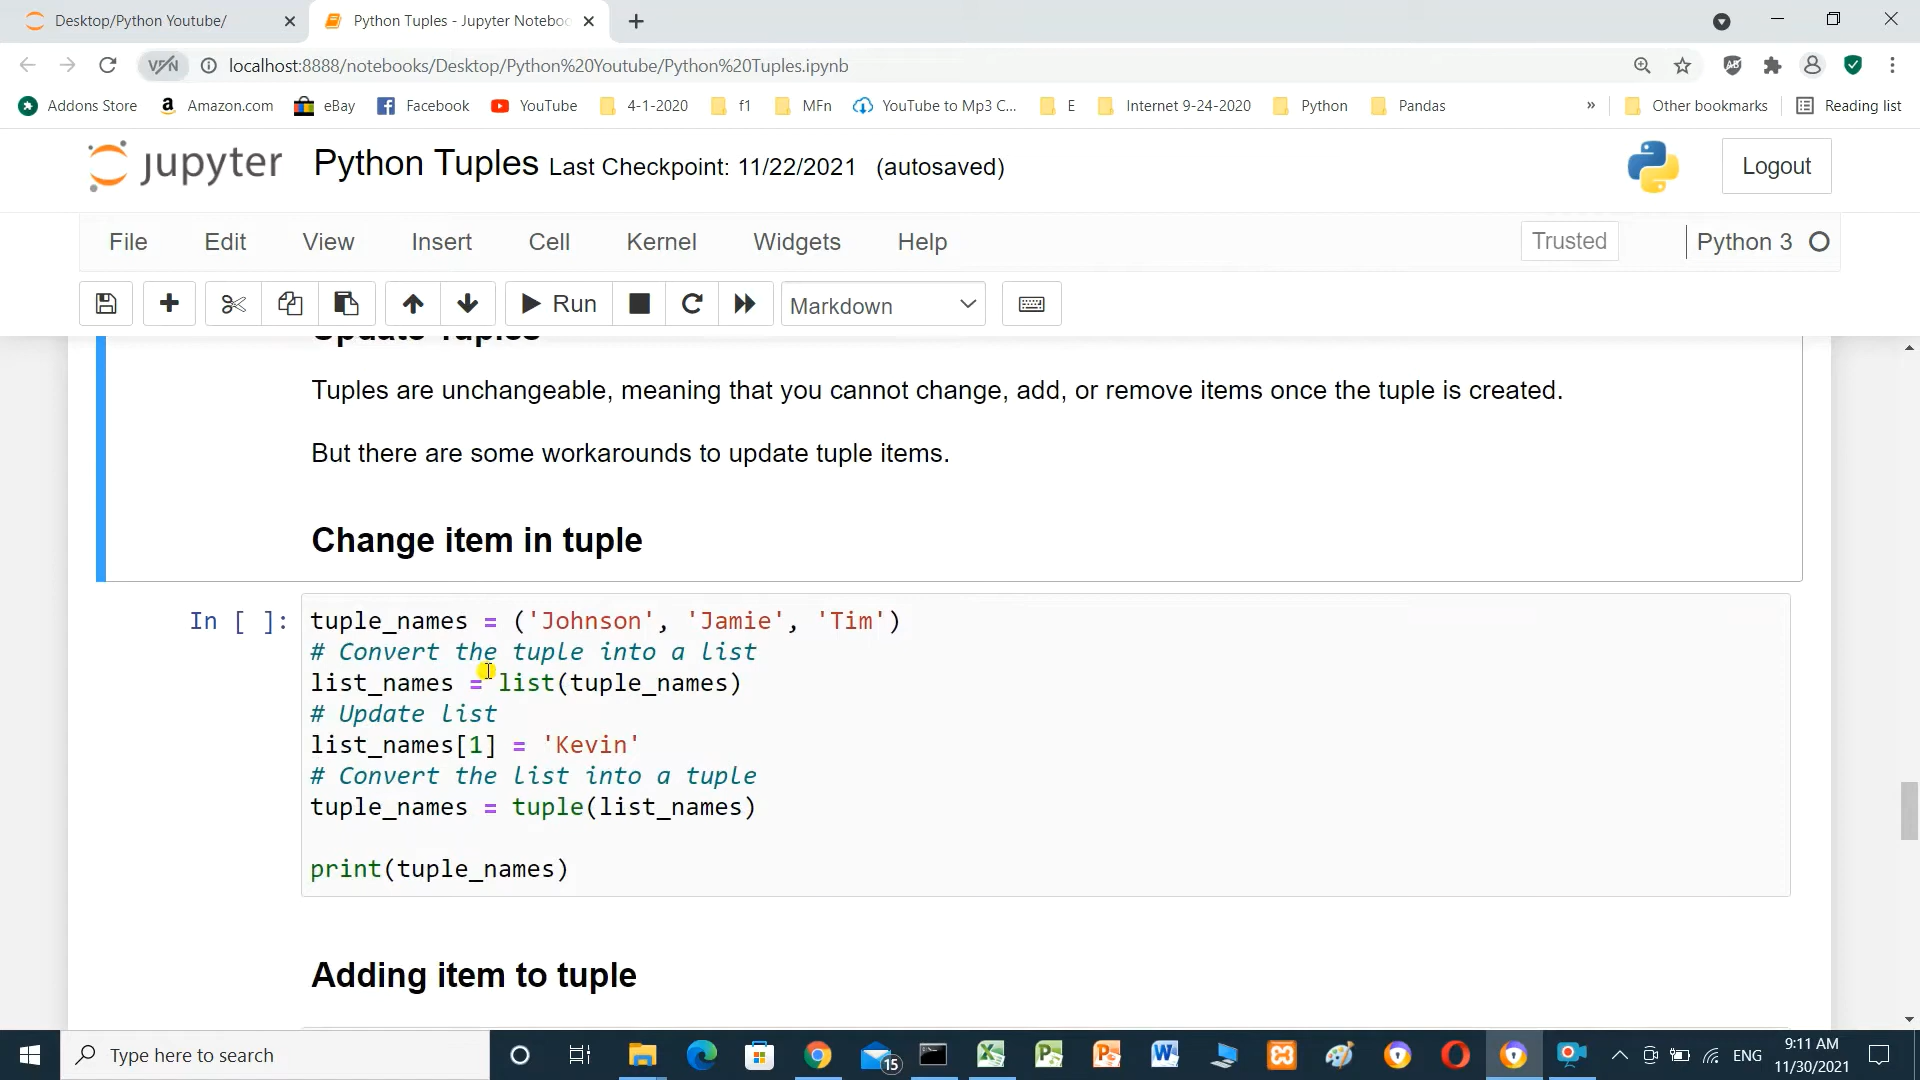 Desktop/Python Youtube/
Python Tuples - Jupyter Noteboo
VPN
localhost:8888/notebooks/Desktop/Python%20Youtube/Python%20Tuples.ipynb
Addons Store
Amazon.com
eBay
Facebook
YouTube
4-1-2020
f1
MFn
YouTube to Mp3 C...
E
Internet 9-24-2020
Python
Pandas
»
Other bookmarks
Reading list
jupyter
Python Tuples Last Checkpoint: 11/22/2021 (autosaved)
Logout
File
Edit
View
Insert
Cell
Kernel
Widgets
Help
Trusted
Python 3
Run
Markdown
Update Tuples
Tuples are unchangeable, meaning that you cannot change, add, or remove items once the tuple is created.
But there are some workarounds to update tuple items.
Change item in tuple
In [ ]:
tuple_names = ('Johnson', 'Jamie', 'Tim')
# Convert the tuple into a list
list_names = list(tuple_names)
# Update list
list_names[1] = 'Kevin'
# Convert the list into a tuple
tuple_names = tuple(list_names)
print(tuple_names)
Adding item to tuple
Type here to search
15
ENG
9:11 AM
11/30/2021